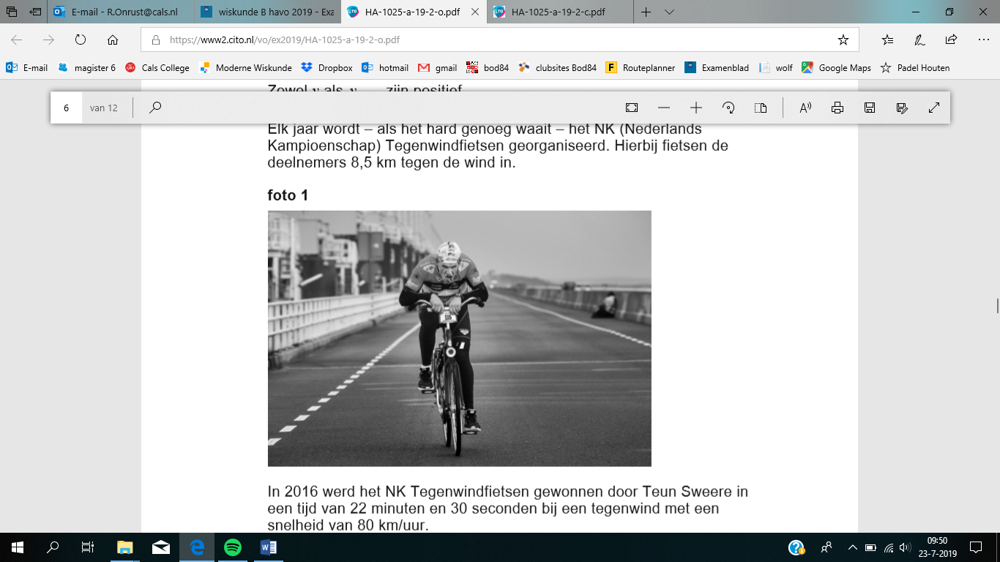 E-mail - R.Onrust@cals.nl
wiskunde B havo 2019 - Exa
HA-1025-a-19-2-o.pdf
HA-1025-a-19-2-c.pdf
https://www2.cito.nl/vo/ex2019/HA-1025-a-19-2-o.pdf
E-mail
magister 6
Cals College
Moderne Wiskunde
Dropbox
hotmail
gmail
bod84
clubsites Bod84
Routeplanner
Examenblad
wolf
Google Maps
Padel Houten
Zowel v als v zijn positief
6 van 12
Elk jaar wordt – als het hard genoeg waait – het NK (Nederlands
Kampioenschap) Tegenwindfietsen georganiseerd. Hierbij fietsen de
deelnemers 8,5 km tegen de wind in.
foto 1
116
In 2016 werd het NK Tegenwindfietsen gewonnen door Teun Sweere in
een tijd van 22 minuten en 30 seconden bij een tegenwind met een
snelheid van 80 km/uur.
09:50
23-7-2019